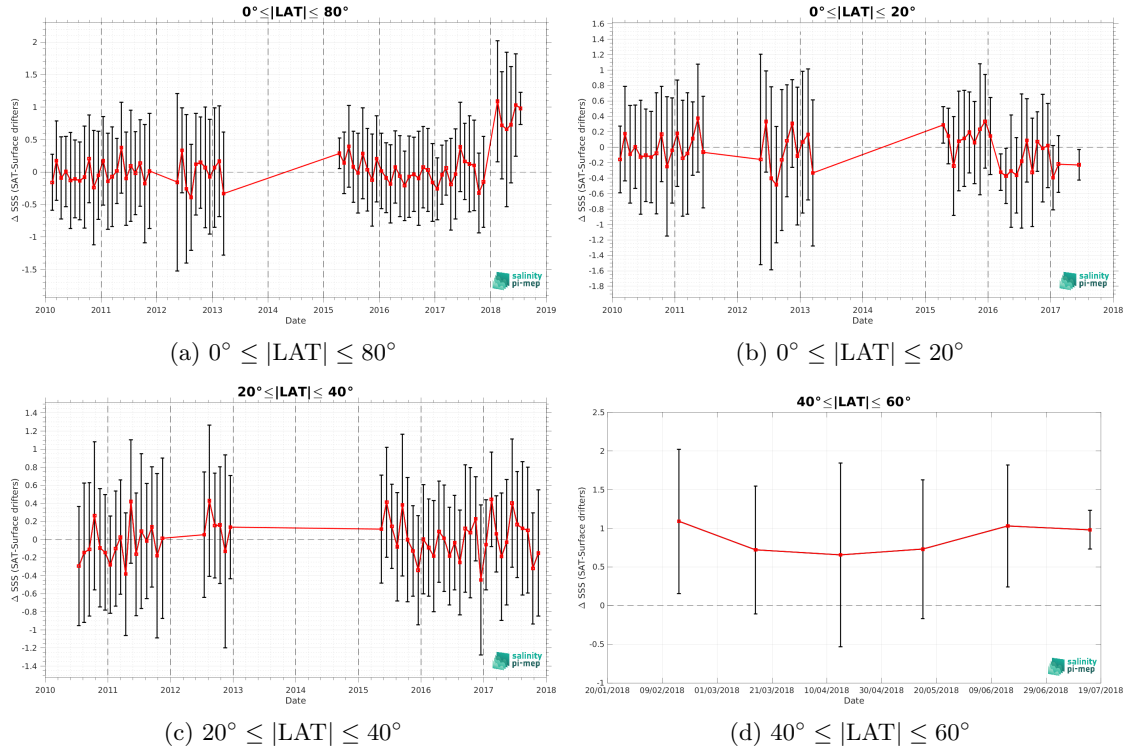 0°≤|LAT|≤ 80°
Δ SSS (SAT-Surface drifters)
2
1.5
1
0.5
0
-0.5
-1
-1.5
2010 2011 2012 2013 2014 2015 2016 2017 2018 2019
Date
salinity
pi-mep
(a) 0° ≤ |LAT| ≤ 80°
0°≤|LAT|≤ 20°
Δ SSS (SAT-Surface drifters)
1.6
1.4
1.2
1
0.8
0.6
0.4
0.2
0
-0.2
-0.4
-0.6
-0.8
-1
-1.2
-1.4
-1.6
-1.8
2010 2011 2012 2013 2014 2015 2016 2017 2018
Date
salinity
pi-mep
(b) 0° ≤ |LAT| ≤ 20°
20°≤|LAT|≤ 40°
Δ SSS (SAT-Surface drifters)
1.4
1.2
1
0.8
0.6
0.4
0.2
0
-0.2
-0.4
-0.6
-0.8
-1
-1.2
-1.4
2010 2011 2012 2013 2014 2015 2016 2017 2018
Date
salinity
pi-mep
(c) 20° ≤ |LAT| ≤ 40°
40°≤|LAT|≤ 60°
Δ SSS (SAT-Surface drifters)
2.5
2
1.5
1
0.5
0
-0.5
-1
20/01/2018 09/02/2018 01/03/2018 21/03/2018 10/04/2018 30/04/2018 20/05/2018 09/06/2018 29/06/2018 19/07/2018
Date
salinity
pi-mep
(d) 40° ≤ |LAT| ≤ 60°